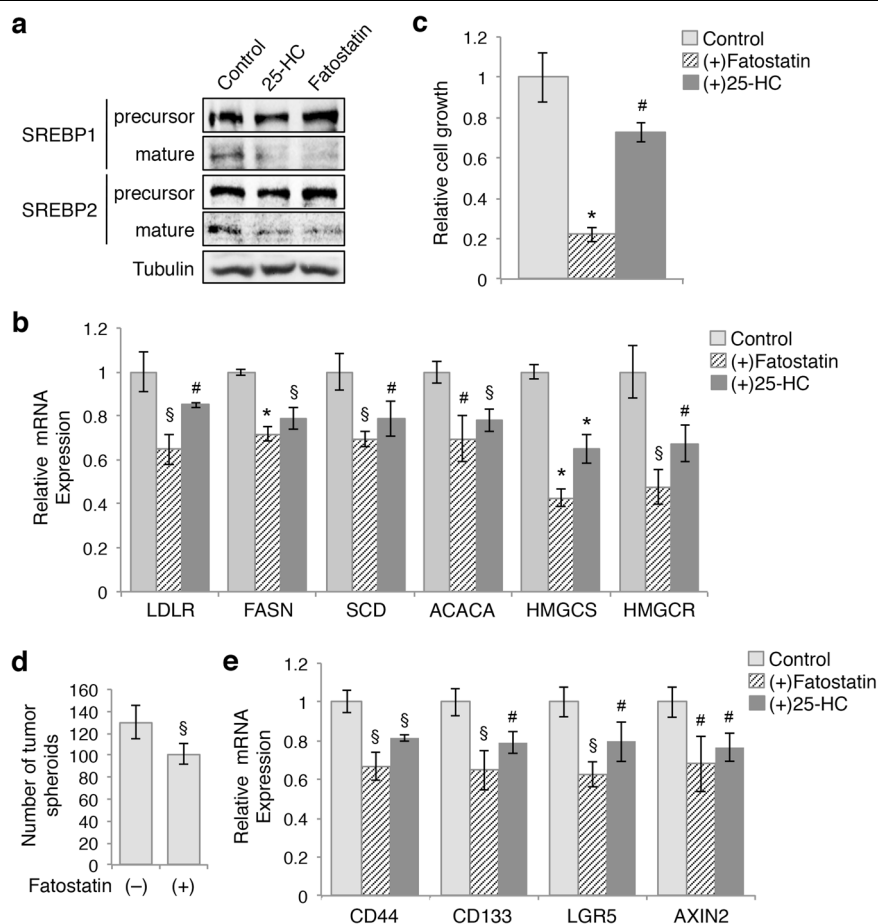 a
Control
25-HC
Fatostatin
SREBP1
precursor
mature
SREBP2
precursor
mature
Tubulin
c
Relative cell growth
1.2
1
0.8
0.6
0.4
0.2
0
*
#
Control
(+)Fatostatin
(+)25-HC
b
Relative mRNA
Expression
1.2
1
0.8
0.6
0.4
0.2
0
§ # * § § # # § * * § #
LDLR FASN SCD ACACA HMGCS HMGCR
Control
(+)Fatostatin
(+)25-HC
d
Number of tumor
spheroids
160
140
120
100
80
60
40
20
0
§
Fatostatin (–) (+)
e
Relative mRNA
Expression
1.2
1
0.8
0.6
0.4
0.2
0
§ § § # § # # #
CD44 CD133 LGR5 AXIN2
Control
(+)Fatostatin
(+)25-HC